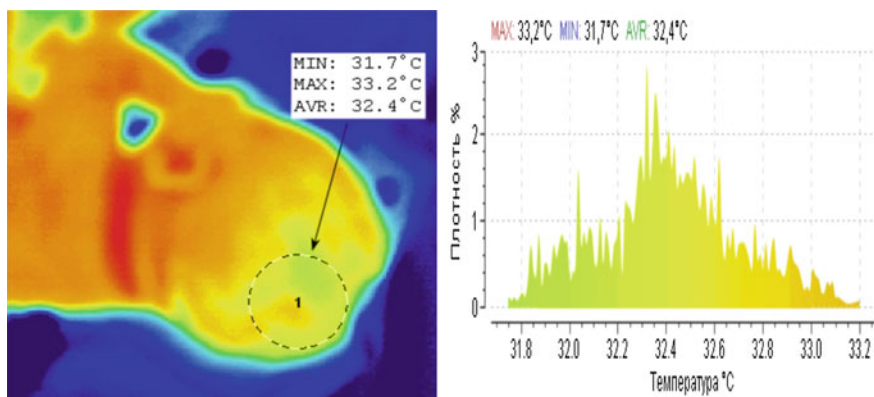 MIN: 31.7°C
MAX: 33.2°C
AVR: 32.4°C
1
MAX: 33,2°C MIN: 31,7°C AVR: 32,4°C
Плотность %
3
2
1
0
31.8 32.0 32.2 32.4 32.6 32.8 33.0 33.2
Температура °C